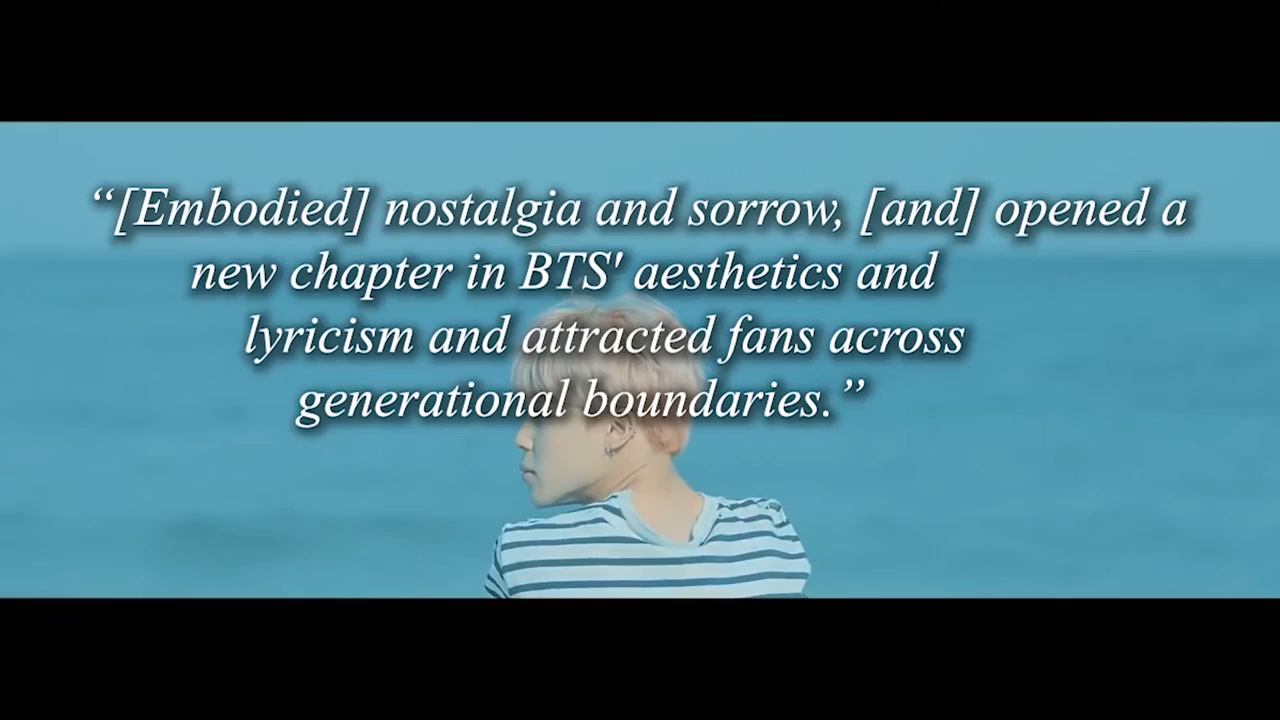 “[Embodied] nostalgia and sorrow, [and] opened a
new chapter in BTS' aesthetics and
lyricism and attracted fans across
generational boundaries.”